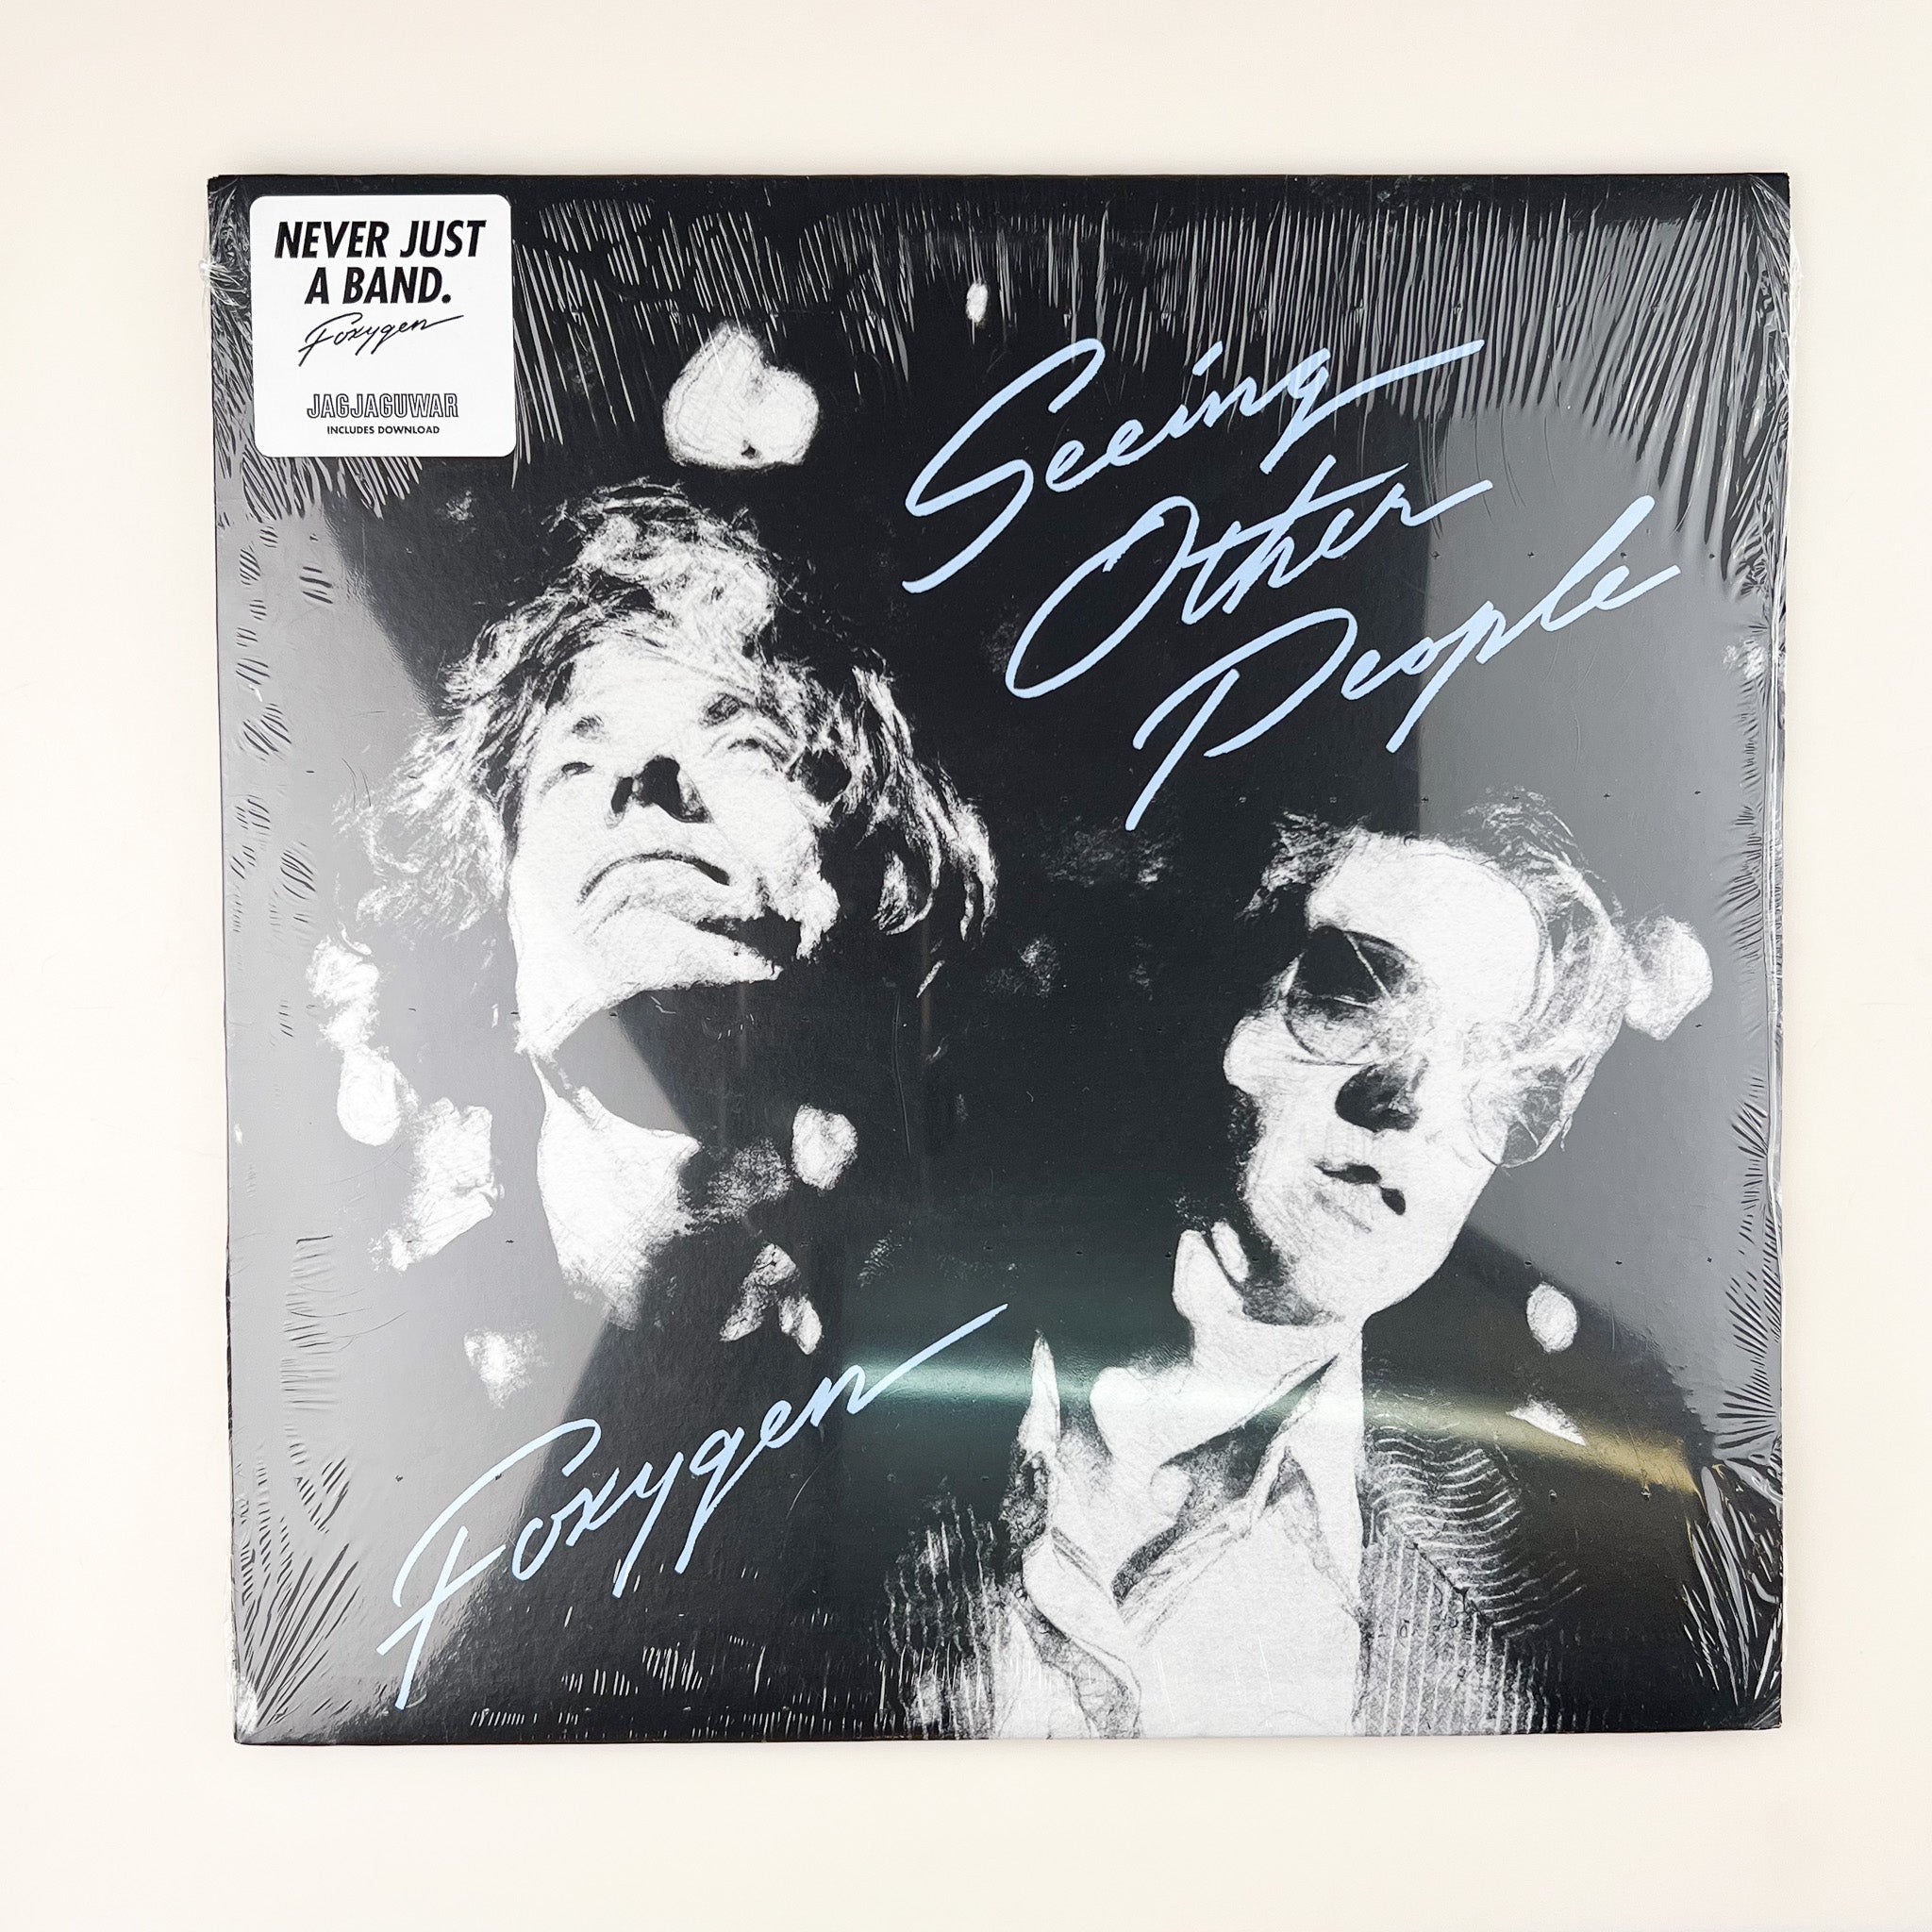 NEVER JUST
A BAND.
Foxygen
JAGJAGUWAR
INCLUDES DOWNLOAD
Seeing
Other
People
Foxygen